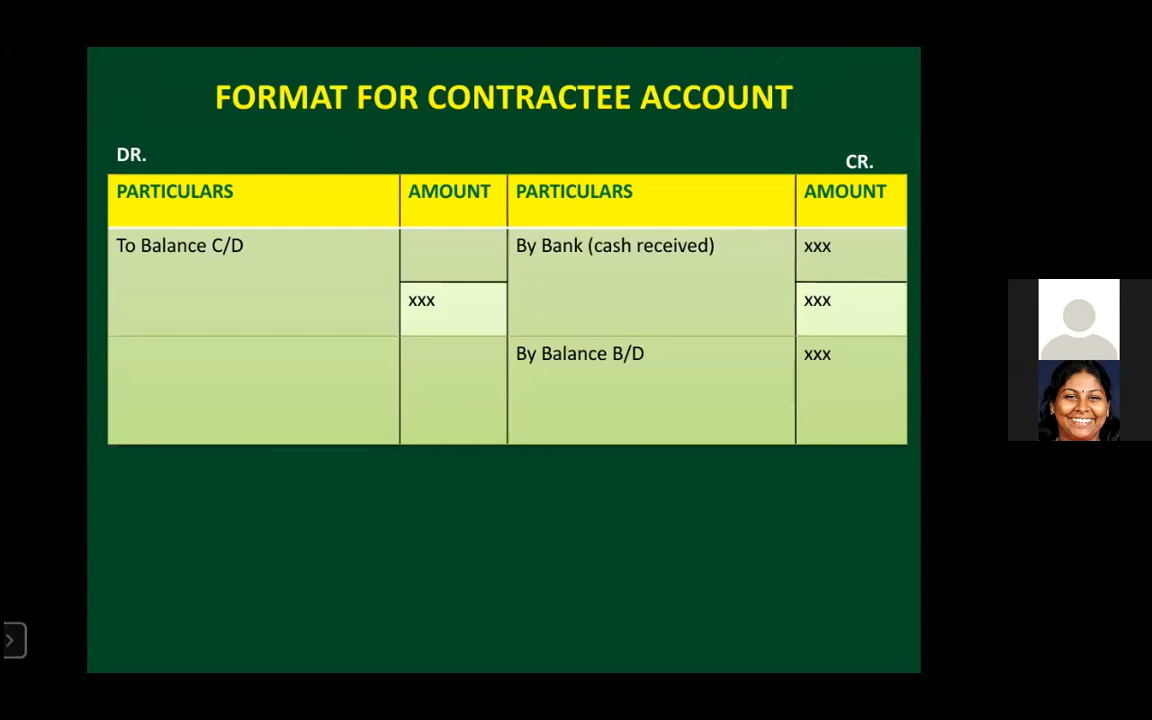 FORMAT FOR CONTRACTEE ACCOUNT
DR.
CR.
PARTICULARS AMOUNT PARTICULARS AMOUNT
To Balance C/D By Bank (cash received) xxx
xxx xxx
By Balance B/D xxx